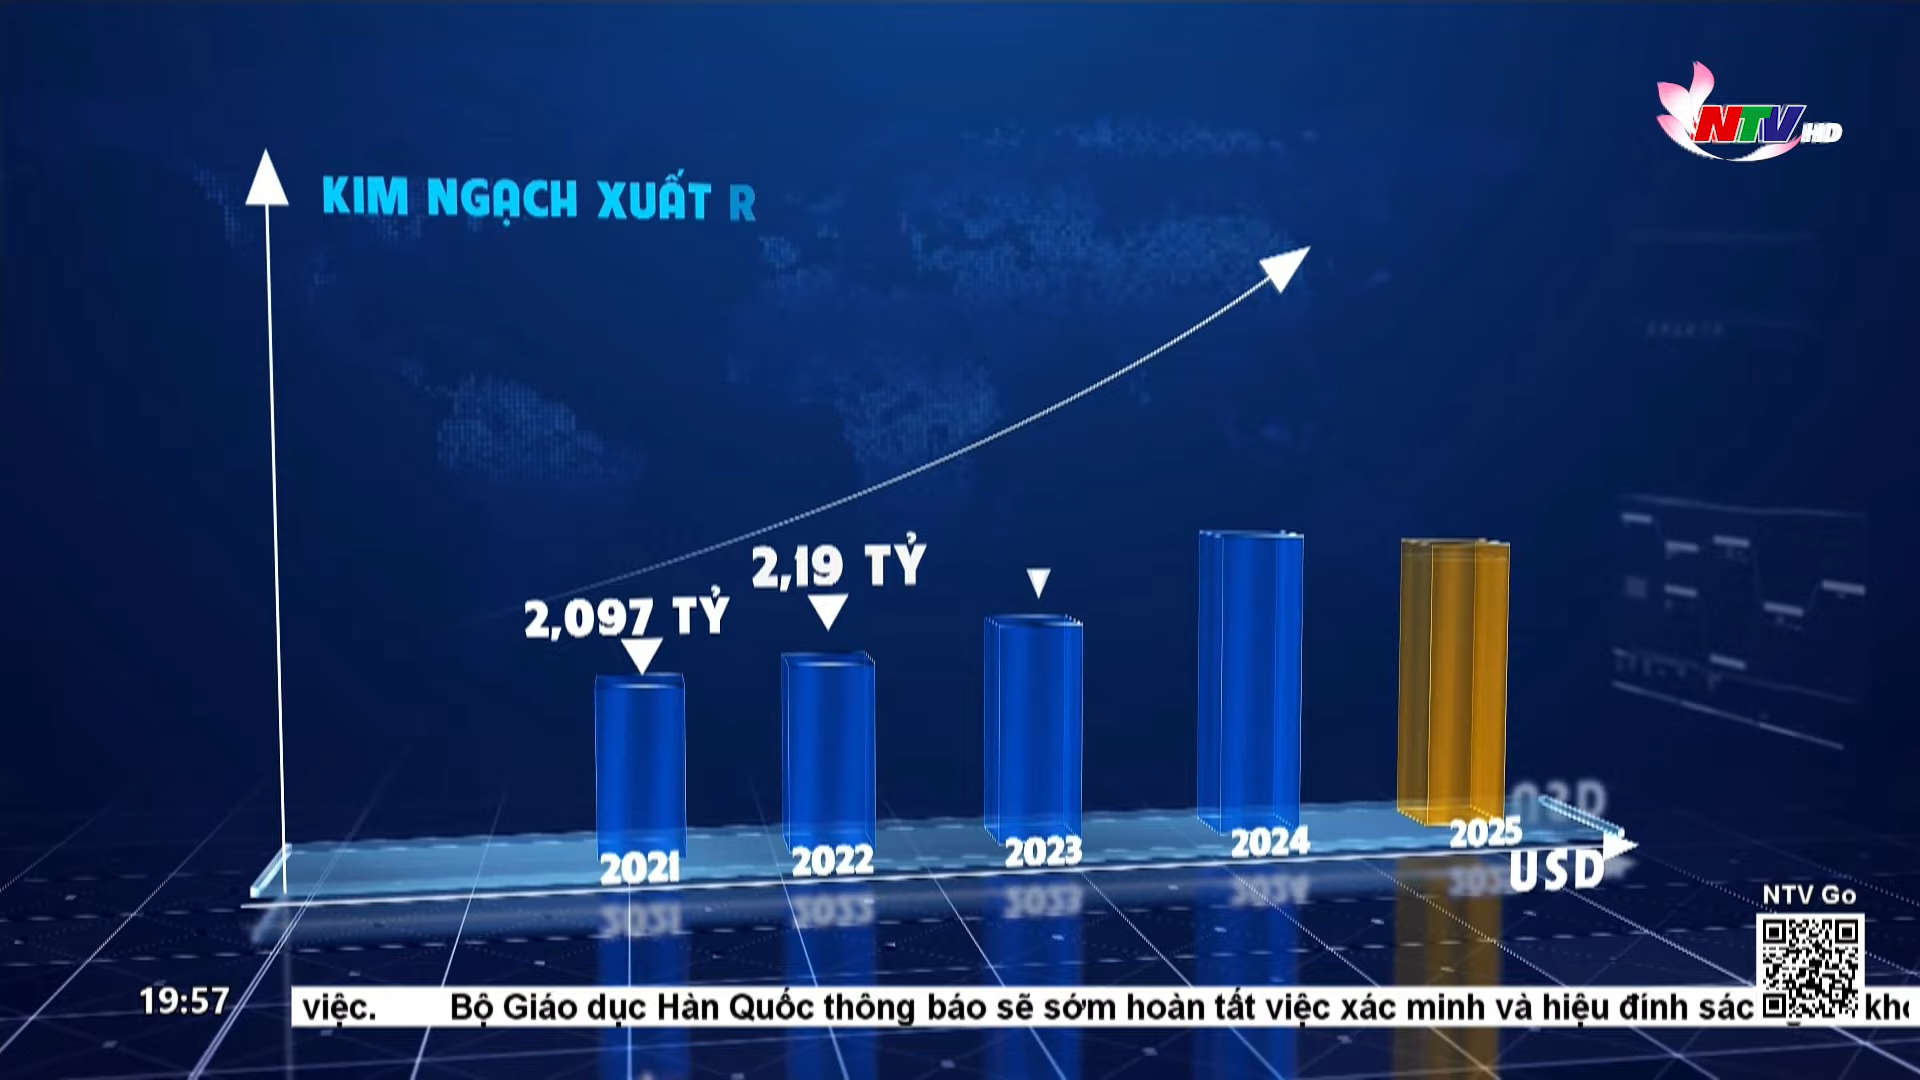 NTV HD
KIM NGẠCH XUẤT R
2,097 TỶ
2,19 TỶ
2021
2022
2023
2024
2025
USD
NTV Go
19:57
việc. Bộ Giáo dục Hàn Quốc thông báo sẽ sớm hoàn tất việc xác minh và hiệu đính sác